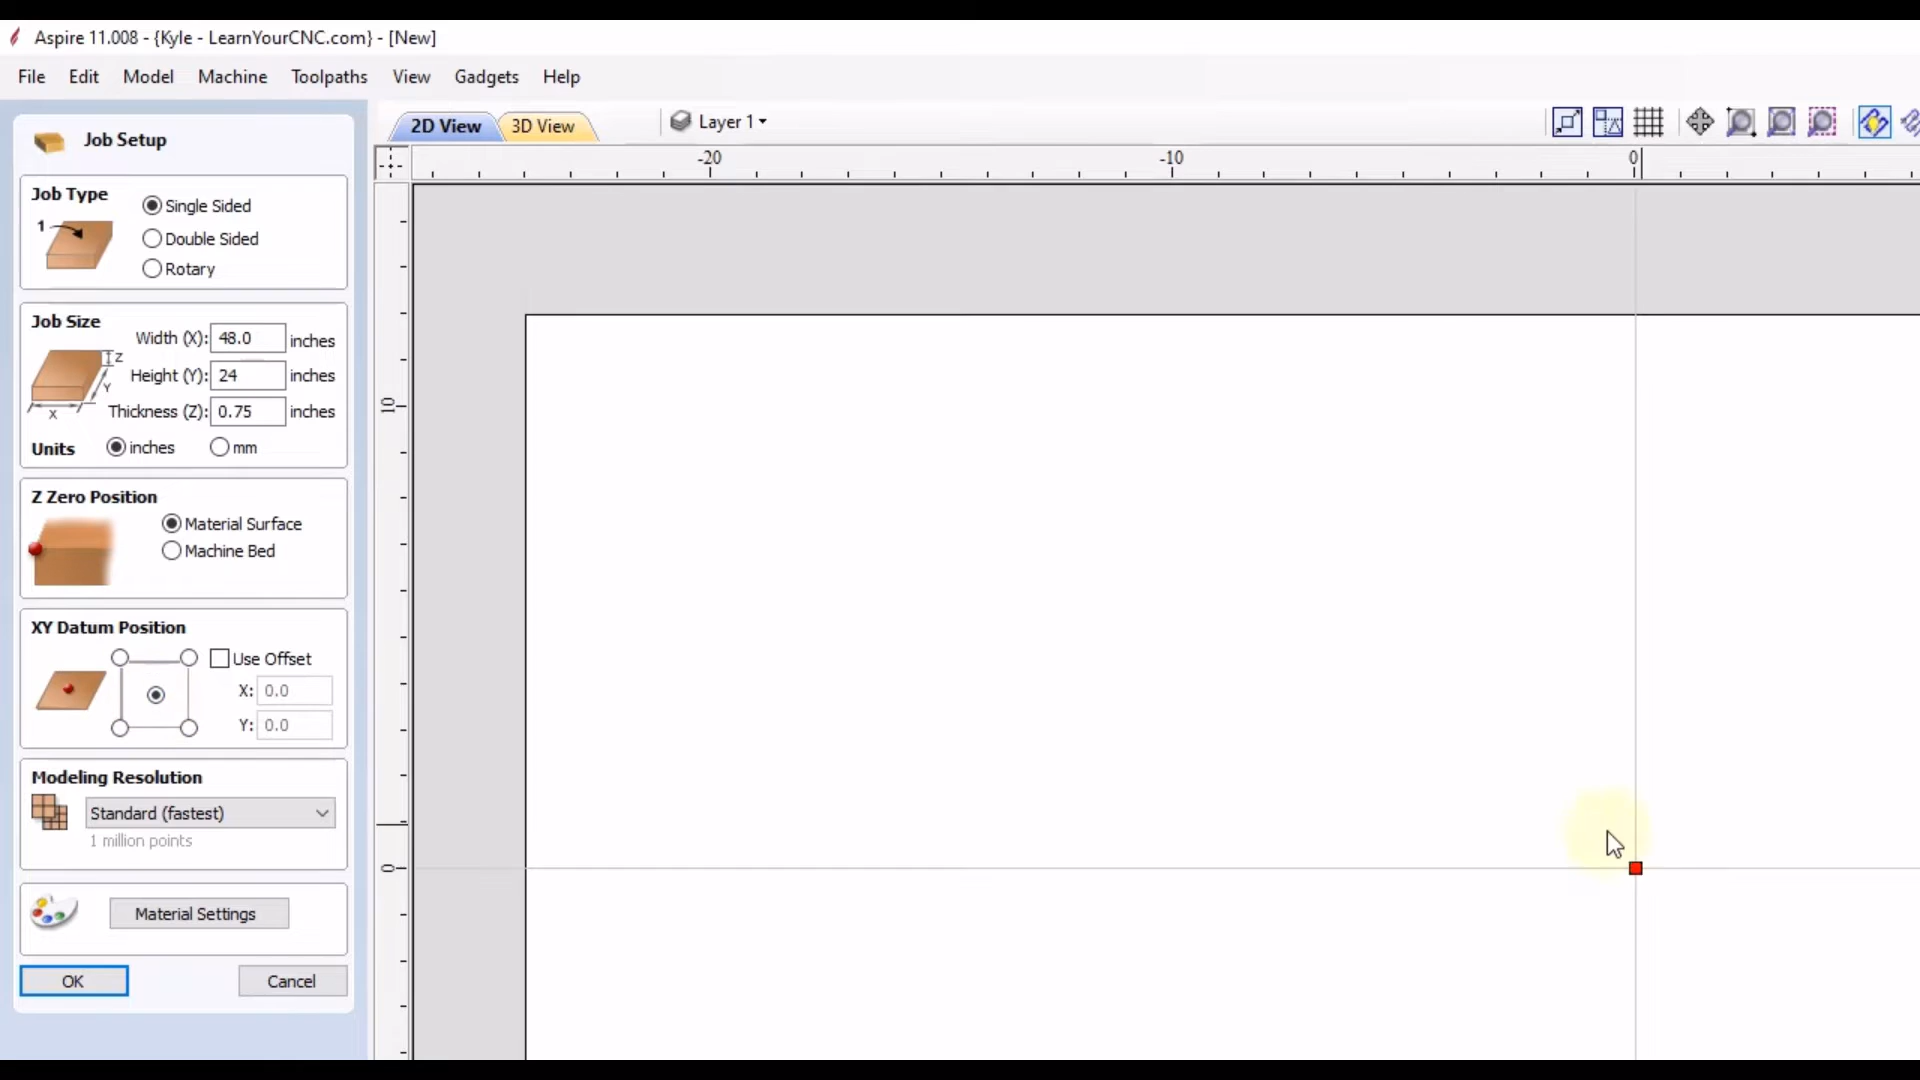 Aspire 11.008 - {Kyle - LearnYourCNC.com} - [New]
File Edit Model Machine Toolpaths View Gadgets Help
Job Setup
2D View 3D View Layer 1
-20 -10 0
Job Type
1
Single Sided
Double Sided
Rotary
Job Size
Width (X): 48.0 inches
Z
Height (Y): 24 inches
Y
Thickness (Z): 0.75 inches
X
Units inches mm
10
Z Zero Position
Material Surface
Machine Bed
XY Datum Position
Use Offset
X: 0.0
Y: 0.0
Modeling Resolution
Standard (fastest)
1 million points
0
Material Settings
OK Cancel